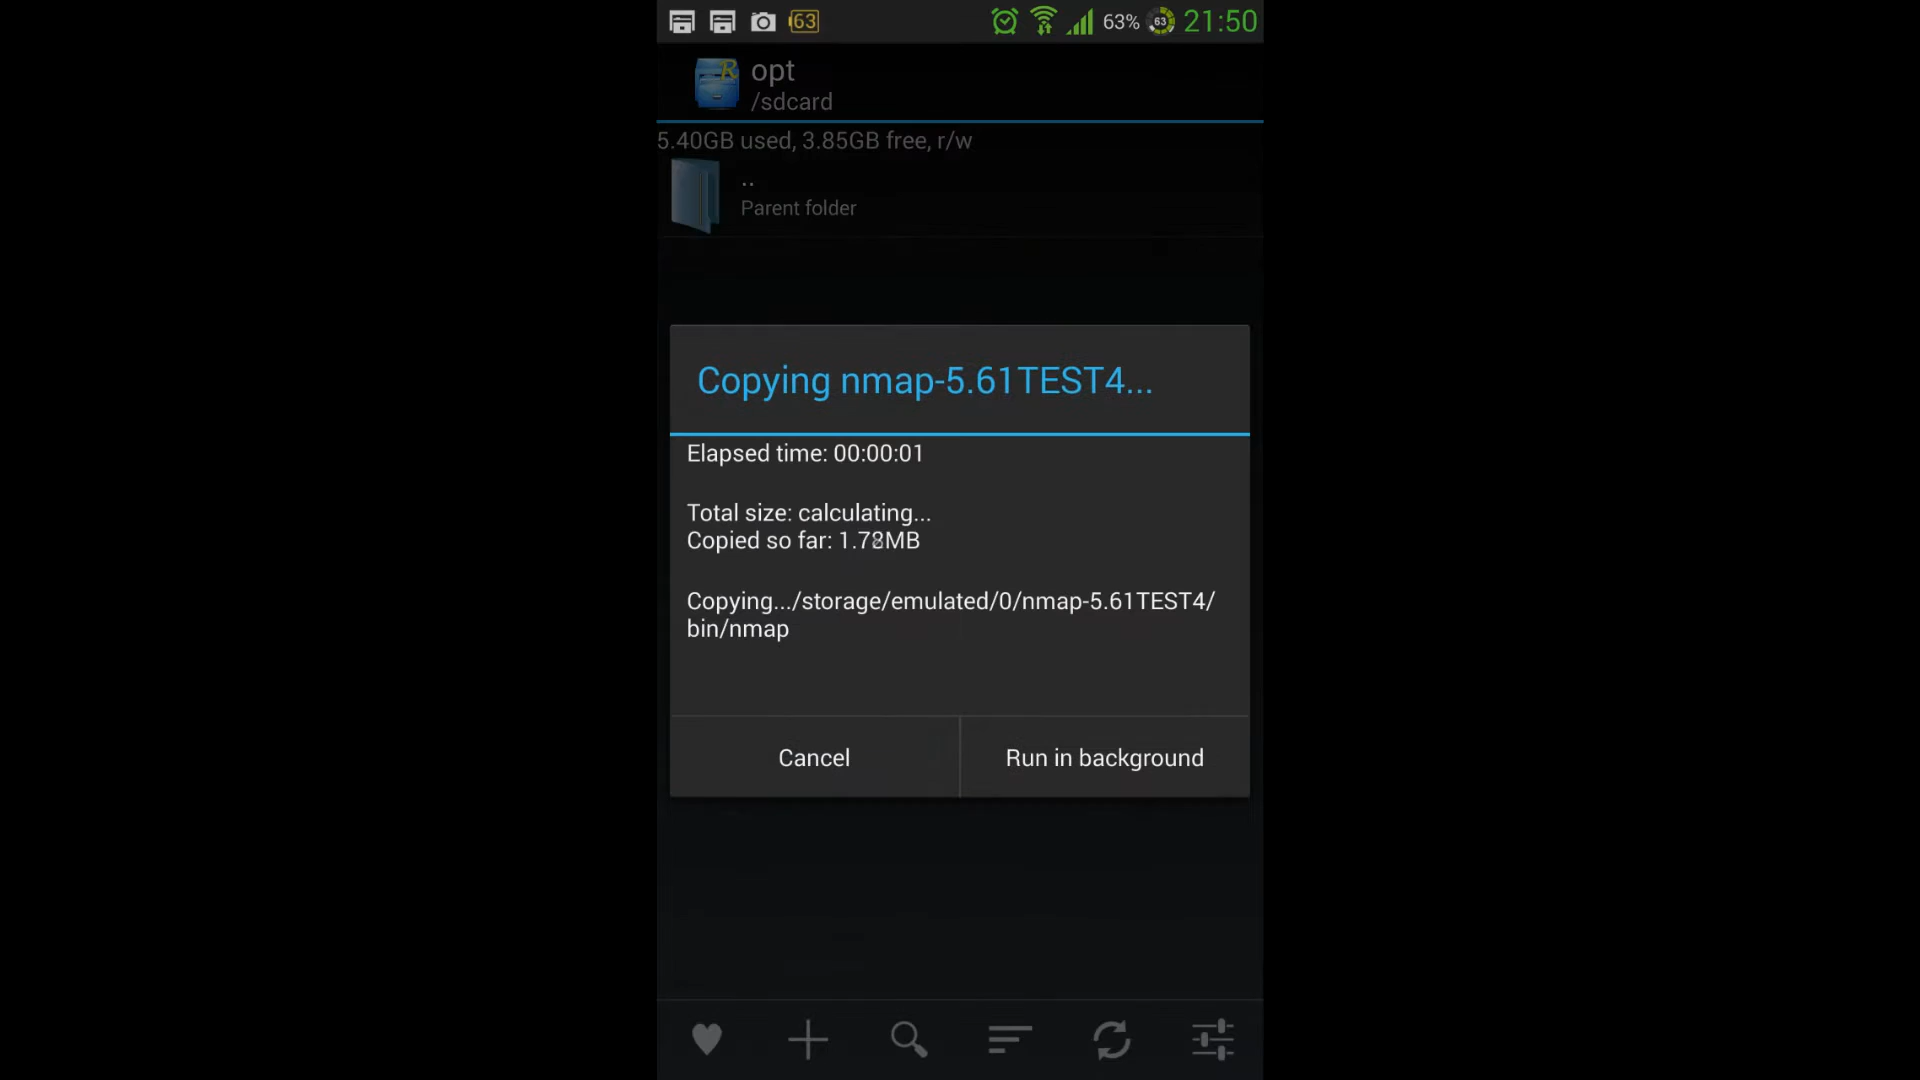 63 63% 63 21:50
opt
/sdcard
5.40GB used, 3.85GB free, r/w
..
Parent folder
Copying nmap-5.61TEST4...
Elapsed time: 00:00:01
Total size: calculating...
Copied so far:
Copying.../storage/emulated/0/nmap-5.61TEST4/
bin/nmap
Cancel Run in background